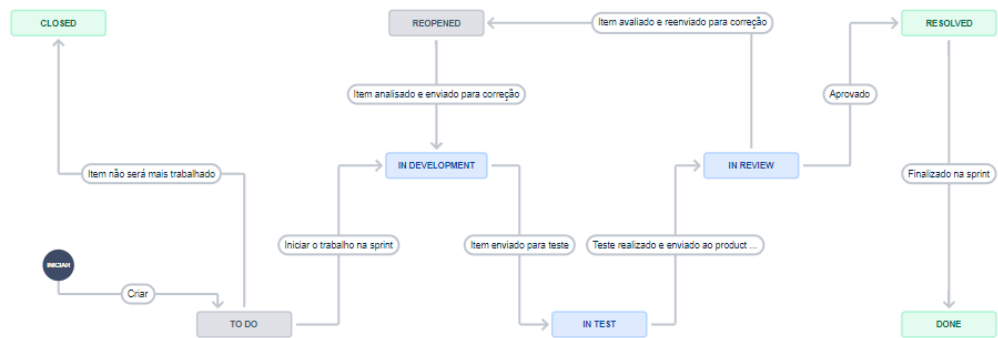 CLOSED
REOPENED
Item avaliado e reenviado para correção
RESOLVED
Item analisado e enviado para correção
Aprovado
Item não será mais trabalhado
IN DEVELOPMENT
IN REVIEW
Finalizado na sprint
Iniciar o trabalho na sprint
Item enviado para teste
Teste realizado e enviado ao product ...
INICIAR
Criar
TO DO
IN TEST
DONE